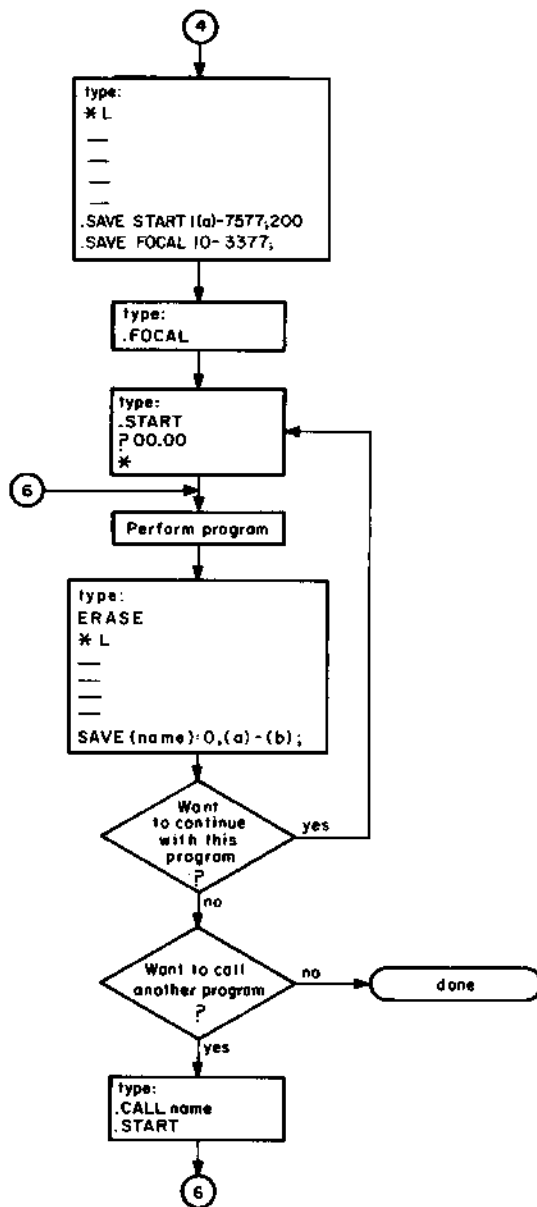 4
type:
*L
.SAVE START!(a)-7577;200
.SAVE FOCAL!0-3377;
type:
.FOCAL
type:
.START
?00.00
*
6
Perform program
type:
ERASE
*L
SAVE (name)!0,(a)-(b);
Want
to continue
with this
program
?
yes
no
Want to call
another program
?
no
done
yes
type:
.CALL name
.START
6